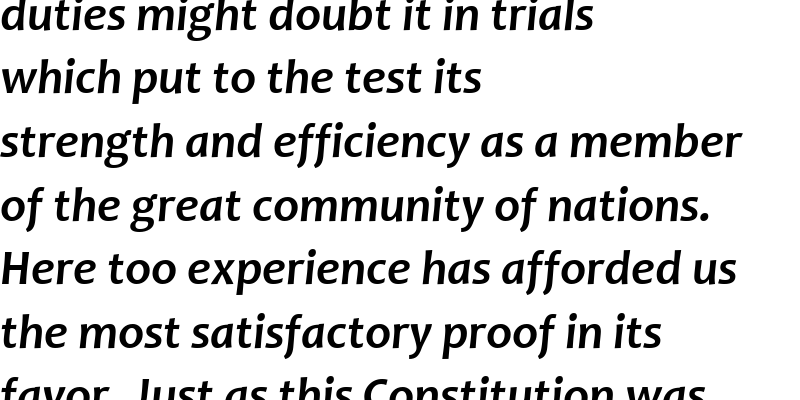 duties might doubt it in trials
which put to the test its
strength and efficiency as a member
of the great community of nations.
Here too experience has afforded us
the most satisfactory proof in its
favor. Just as this Constitution was